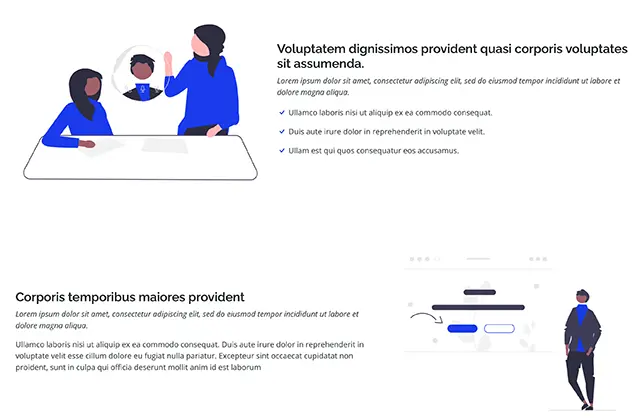 Voluptatem dignissimos provident quasi corporis voluptates
sit assumenda.
Lorem ipsum dolor sit amet, consectetur adipiscing elit, sed do eiusmod tempor incididunt ut labore et
dolore magna aliqua.
Ullamco laboris nisi ut aliquip ex ea commodo consequat.
Duis aute irure dolor in reprehenderit in voluptate velit.
Ullam est qui quos consequatur eos accusamus.
Corporis temporibus maiores provident
Lorem ipsum dolor sit amet, consectetur adipiscing elit, sed do eiusmod tempor incididunt ut labore et
dolore magna aliqua.
Ullamco laboris nisi ut aliquip ex ea commodo consequat. Duis aute irure dolor in reprehenderit in
voluptate velit esse cillum dolore eu fugiat nulla pariatur. Excepteur sint occaecat cupidatat non
proident, sunt in culpa qui officia deserunt mollit anim id est laborum